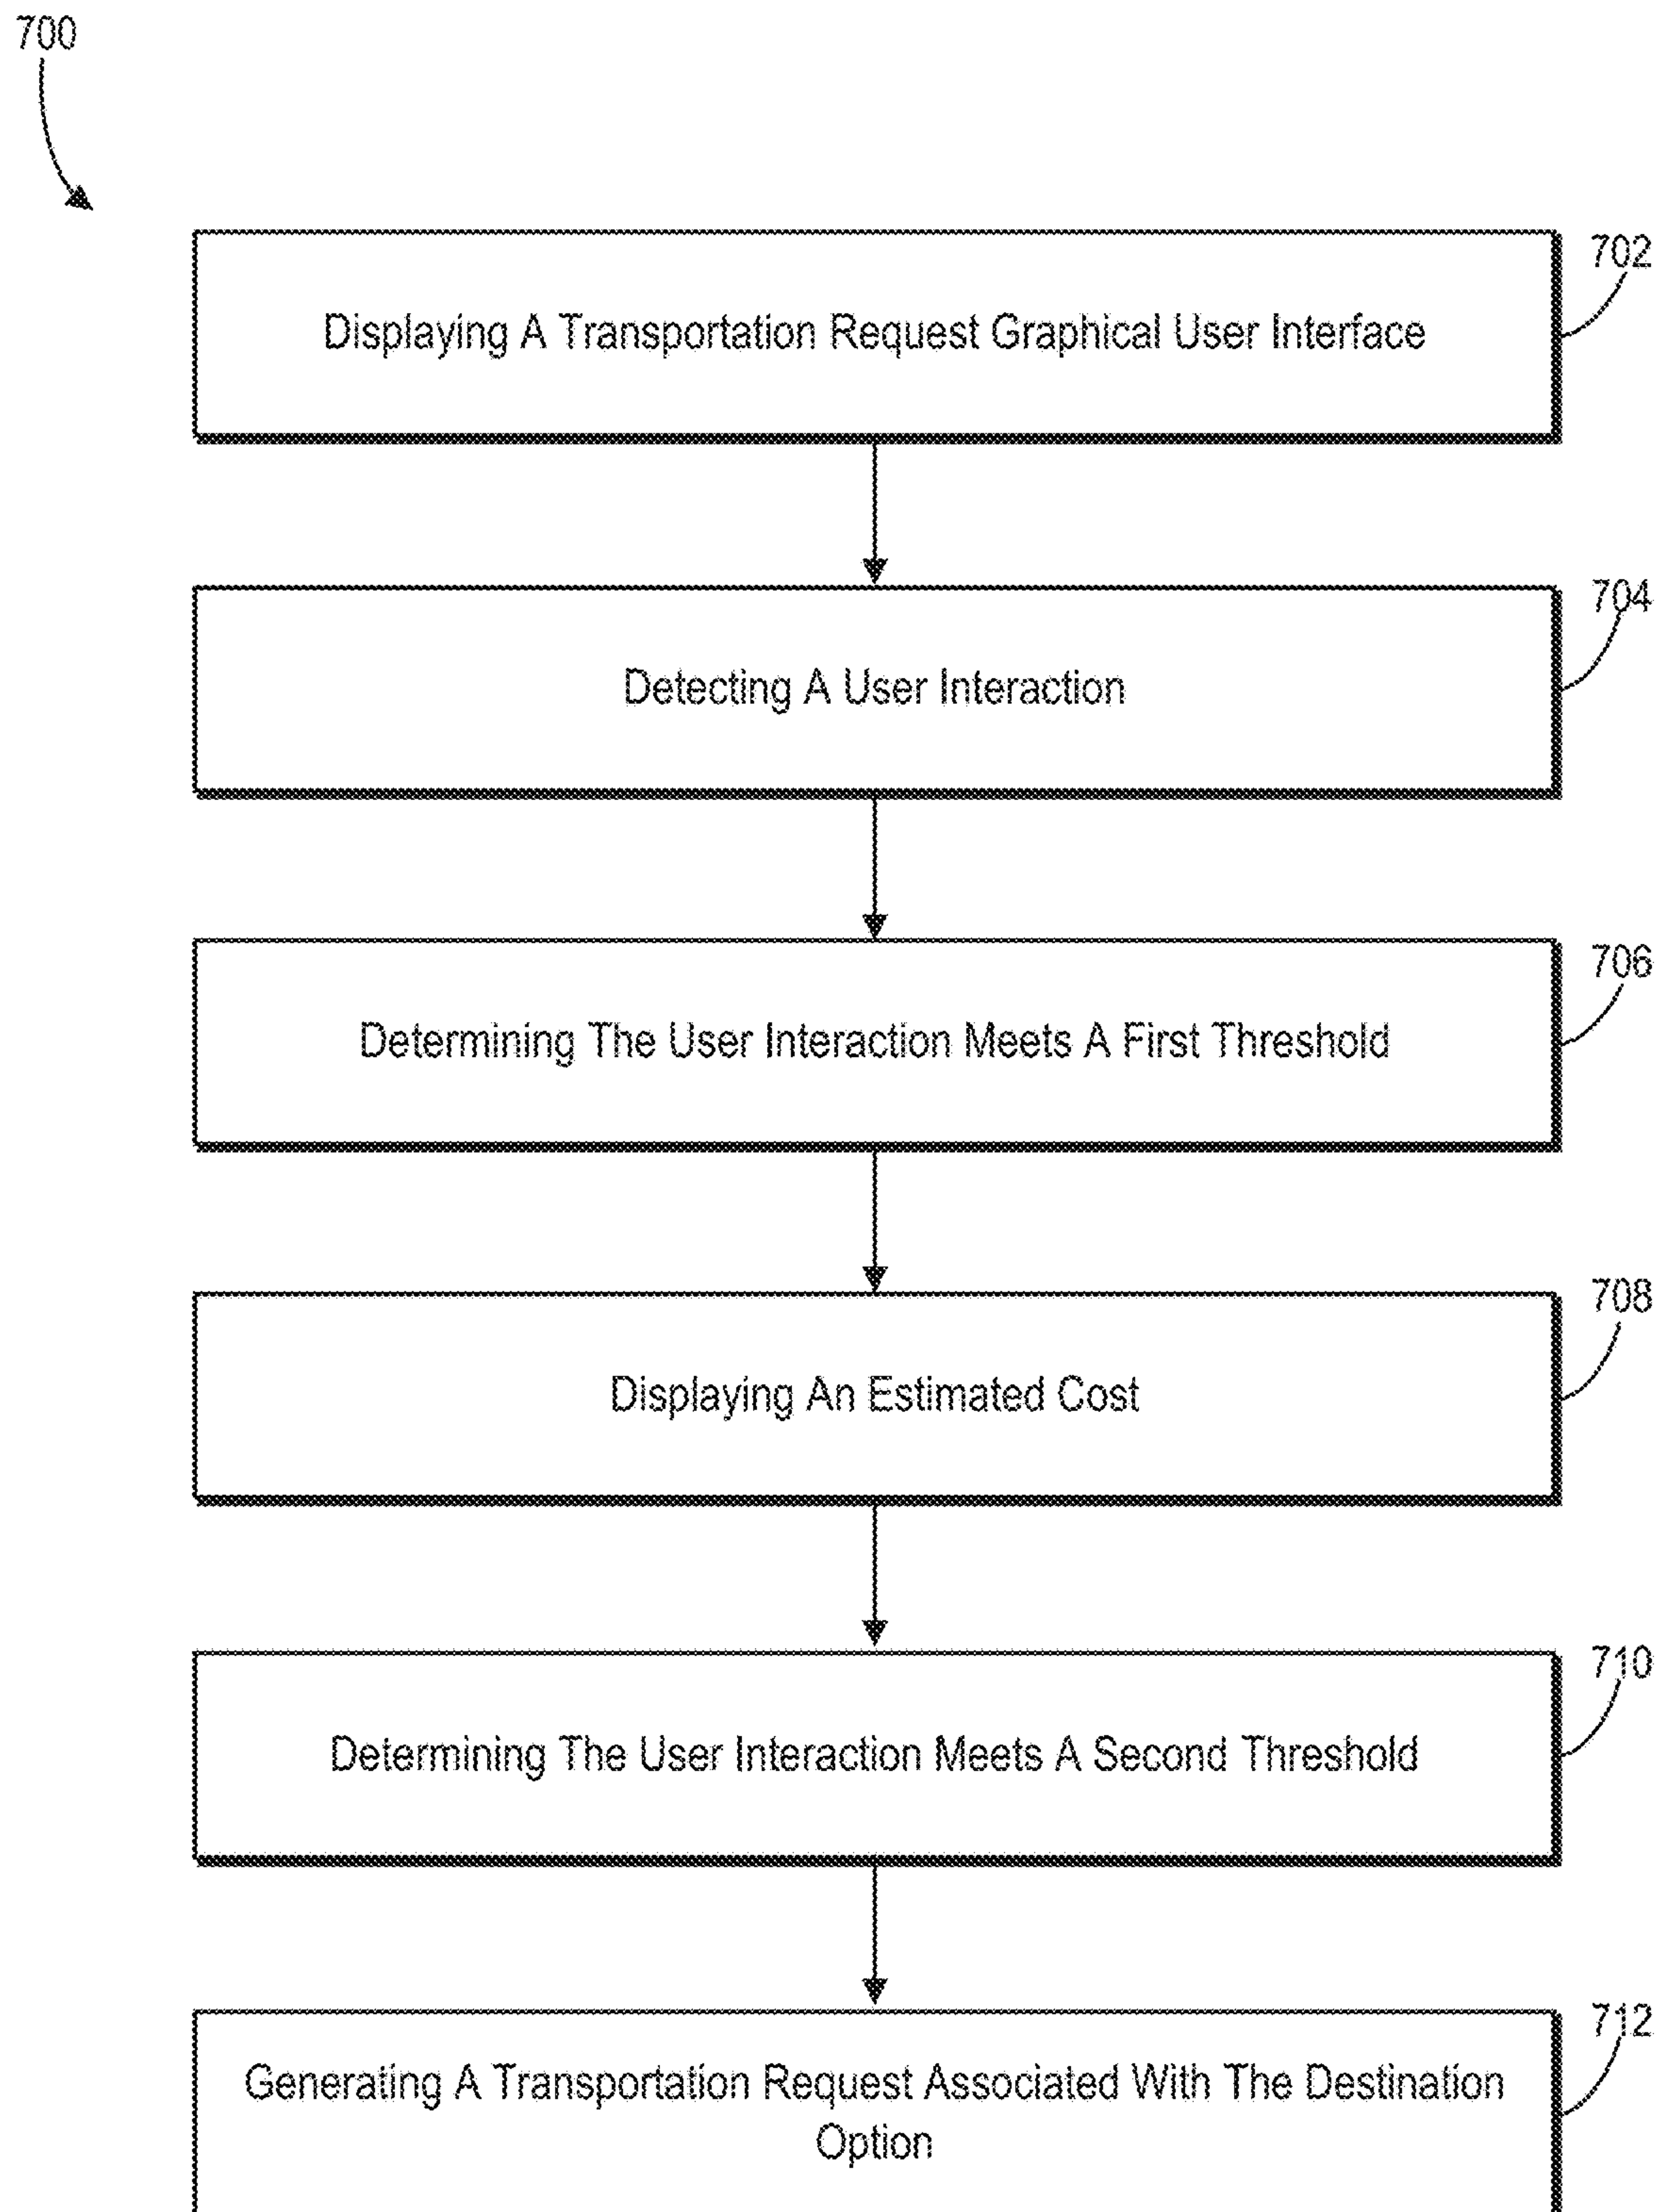 700
702
Displaying A Transportation Request Graphical User Interface
704
Detecting A User Interaction
706
Determining The User Interaction Meets A First Threshold
708
Displaying An Estimated Cost
710
Determining The User Interaction Meets A Second Threshold
712
Generating A Transportation Request Associated With The Destination
Option